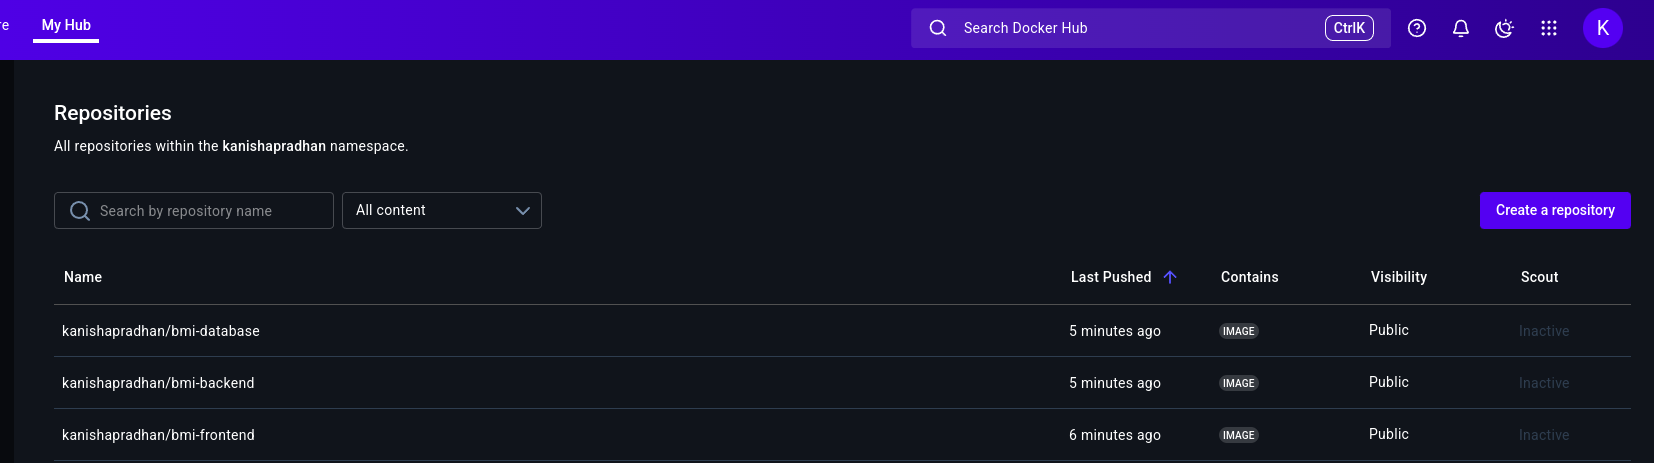 re My Hub Search Docker Hub CtrlK K
Repositories
All repositories within the kanishapradhan namespace.
Search by repository name All content Create a repository
Name Last Pushed Contains Visibility Scout
kanishapradhan/bmi-database 5 minutes ago IMAGE Public Inactive
kanishapradhan/bmi-backend 5 minutes ago IMAGE Public Inactive
kanishapradhan/bmi-frontend 6 minutes ago IMAGE Public Inactive